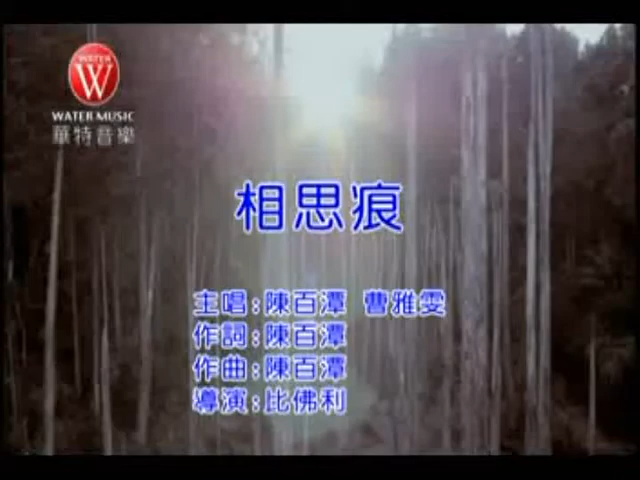 WATER
W
WATER MUSIC
華特音樂
相思痕
主唱:陳百潭 曹雅雯
作詞:陳百潭
作曲:陳百潭
導演:比佛利